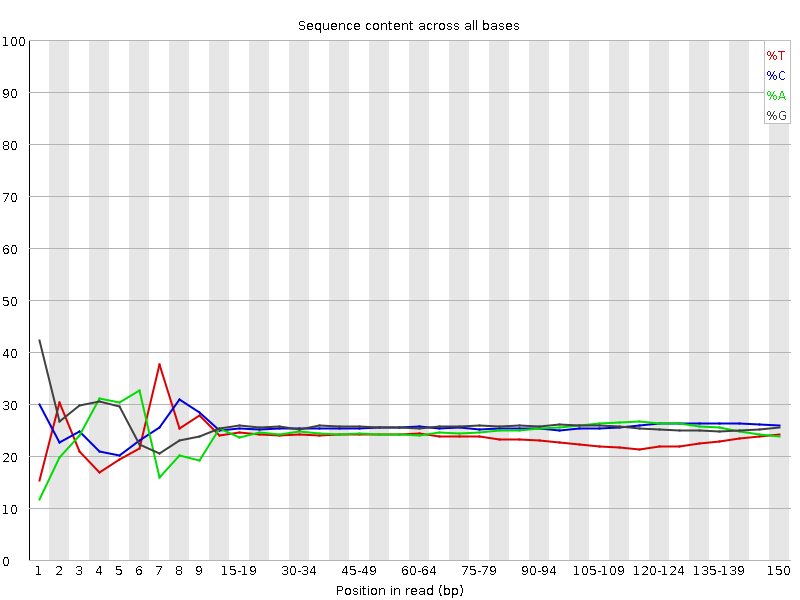 Sequence content across all bases
100
90
80
70
60
50
40
30
20
10
0
%T
%C
%A
%G
1 2 3 4 5 6 7 8 9 15-19 30-34 45-49 60-64 75-79 90-94 105-109 120-124 135-139 150
Position in read (bp)